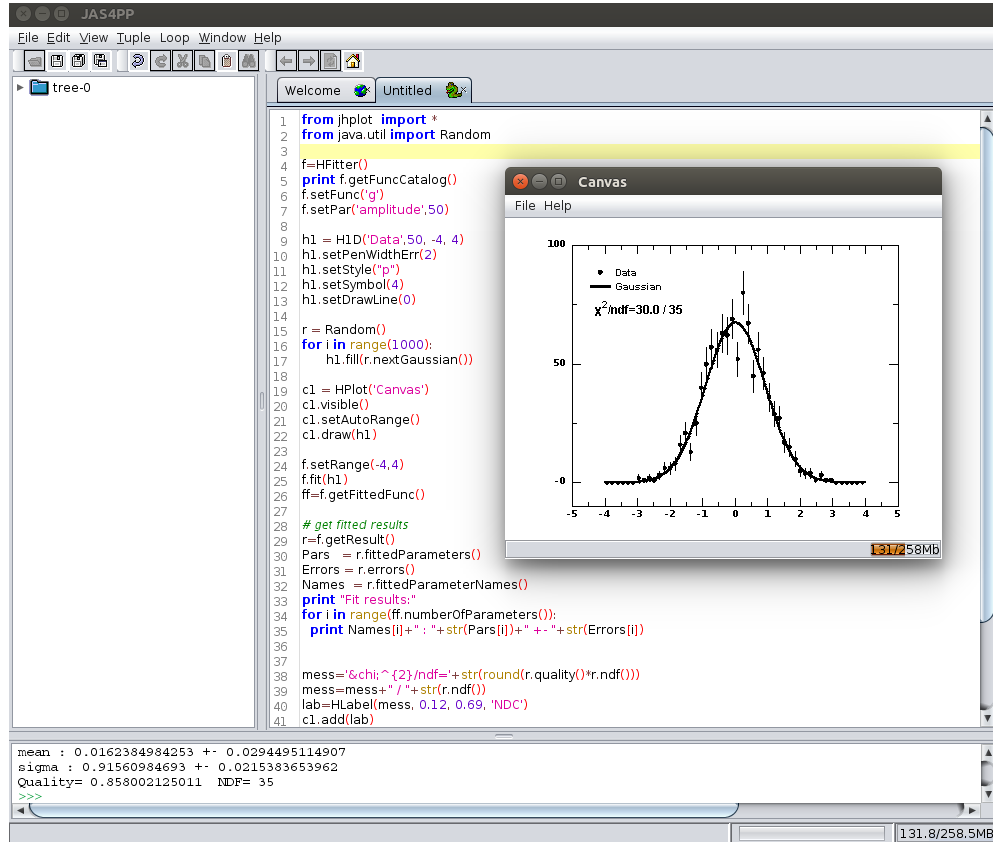 JAS4PP
File Edit View Tuple Loop Window Help
tree-0
Welcome Untitled
1 from jhplot import *
2 from java.util import Random
3
4 f=HFitter()
5 print f.getFuncCatalog()
6 f.setFunc('g')
7 f.setPar('amplitude',50)
8
9 h1 = H1D('Data',50, -4, 4)
10 h1.setPenWidthErr(2)
11 h1.setStyle("p")
12 h1.setSymbol(4)
13 h1.setDrawLine(0)
14
15 r = Random()
16 for i in range(1000):
17 h1.fill(r.nextGaussian())
18
19 c1 = HPlot('Canvas')
20 c1.visible()
21 c1.setAutoRange()
22 c1.draw(h1)
23
24 f.setRange(-4,4)
25 f.fit(h1)
26 ff=f.getFittedFunc()
27
28 # get fitted results
29 r=f.getResult()
30 Pars = r.fittedParameters()
31 Errors = r.errors()
32 Names = r.fittedParameterNames()
33 print "Fit results:"
34 for i in range(ff.numberOfParameters()):
35 print Names[i]+" : "+str(Pars[i])+" +- "+str(Errors[i])
36
37
38 mess='&chi;^{2}/ndf='+str(round(r.quality()*r.ndf()))
39 mess=mess+" / "+str(r.ndf())
40 lab=HLabel(mess, 0.12, 0.69, 'NDC')
41 c1.add(lab)
Canvas
File Help
100
Data
Gaussian
χ²/ndf=30.0 / 35
50
-0
-5 -4 -3 -2 -1 0 1 2 3 4 5
131/258Mb
mean : 0.0162384984253 +- 0.0294495114907
sigma : 0.91560984693 +- 0.0215383653962
Quality= 0.858002125011 NDF= 35
>>>
131.8/258.5MB